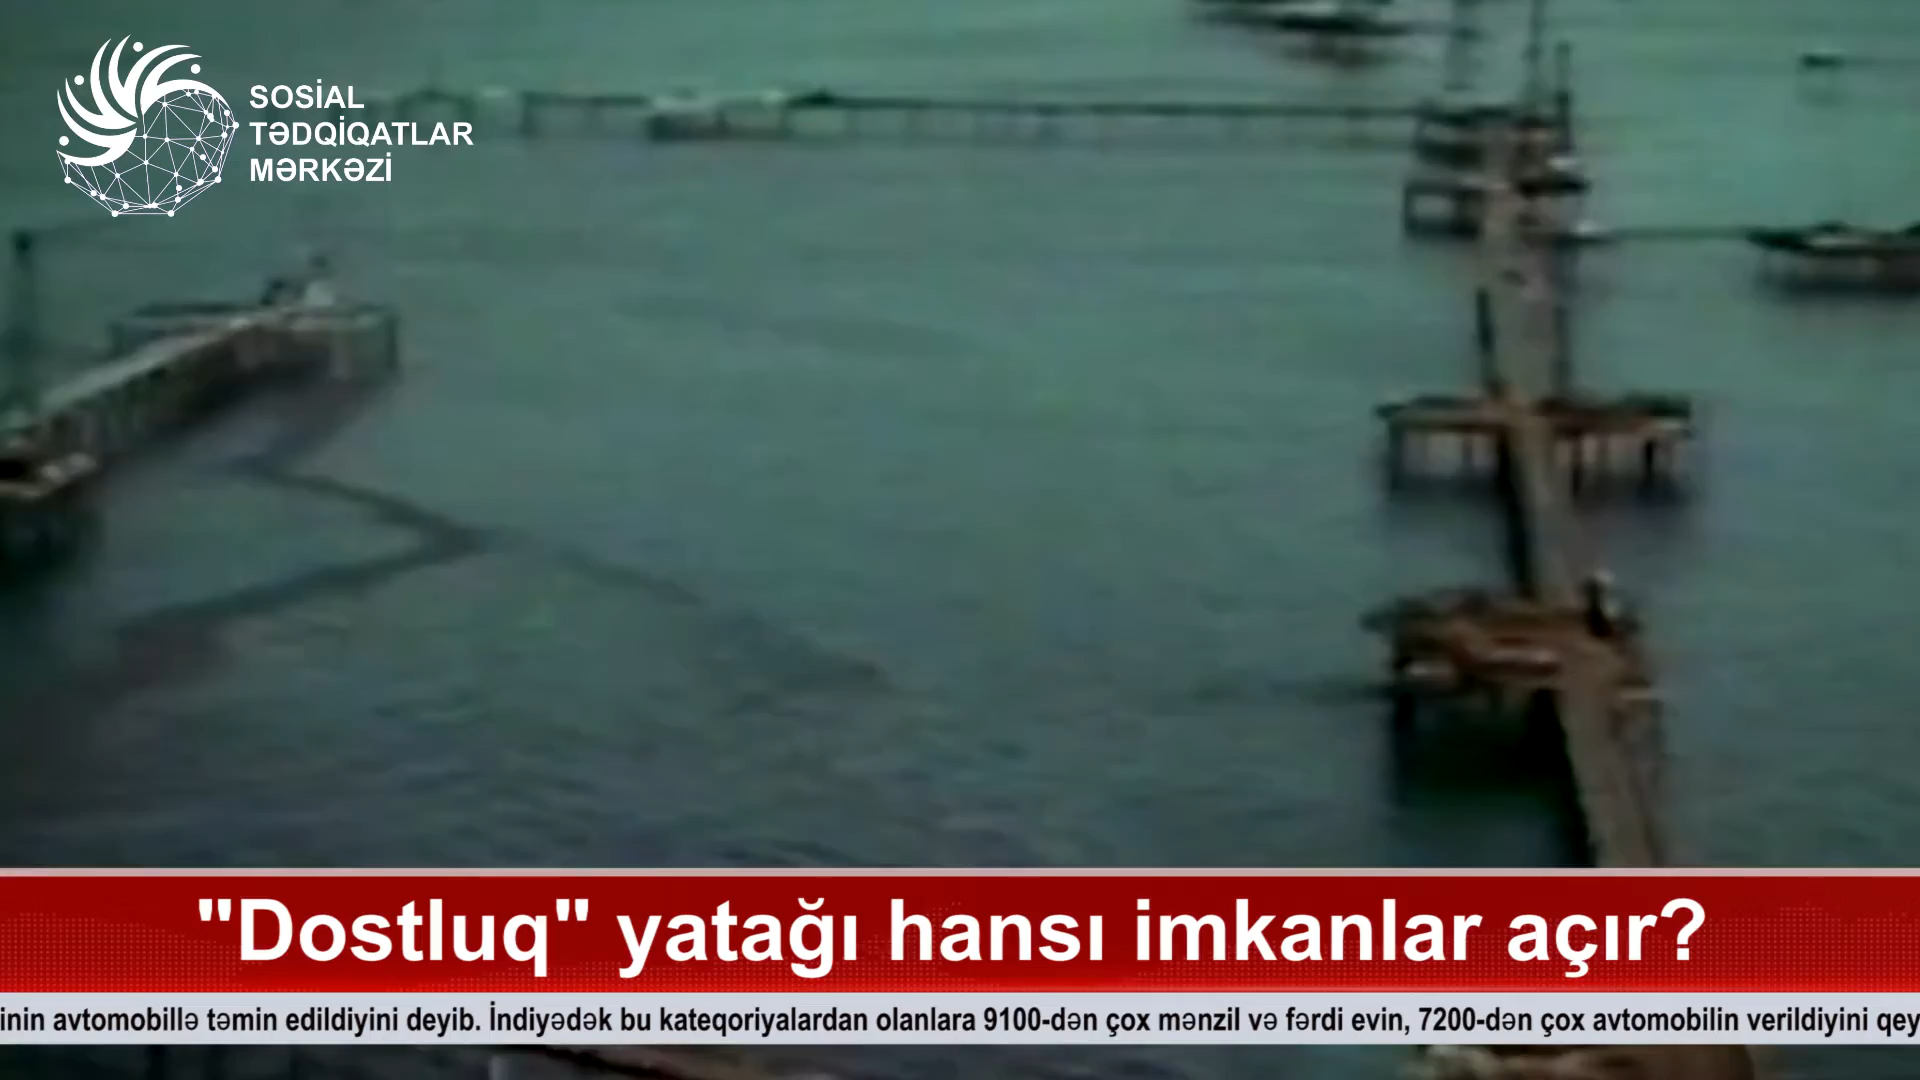 SOSİAL
TƏDQİQATLAR
MƏRKƏZİ
"Dostluq" yatağı hansı imkanlar açır?
inin avtomobillə təmin edildiyini deyib. İndiyədək bu kateqoriyalardan olanlara 9100-dən çox mənzil və fərdi evin, 7200-dən çox avtomobilin verildiyini qey